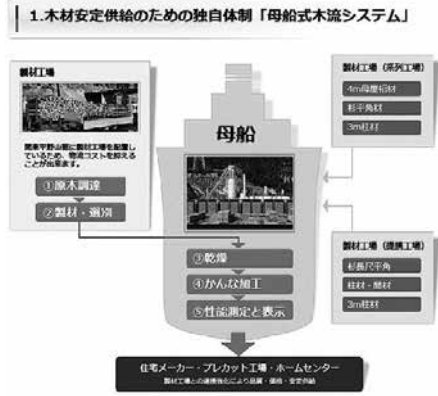 1.木材安定供給のための独自体制「母船式木流システム」
製材工場
関東平野山間に製材工場を配置し
ているため、物流コストを抑える
ことが出来ます。
①原木調達
②製材・選別
母船
③乾燥
④かんな加工
⑤性能測定と表示
製材工場（系列工場）
4m母屋桁材
杉平角材
3m柱材
製材工場（提携工場）
杉長尺平角
柱材・間材
3m柱材
住宅メーカー・プレカット工場・ホームセンター
製材工場との連携強化により品質・価格・安定供給